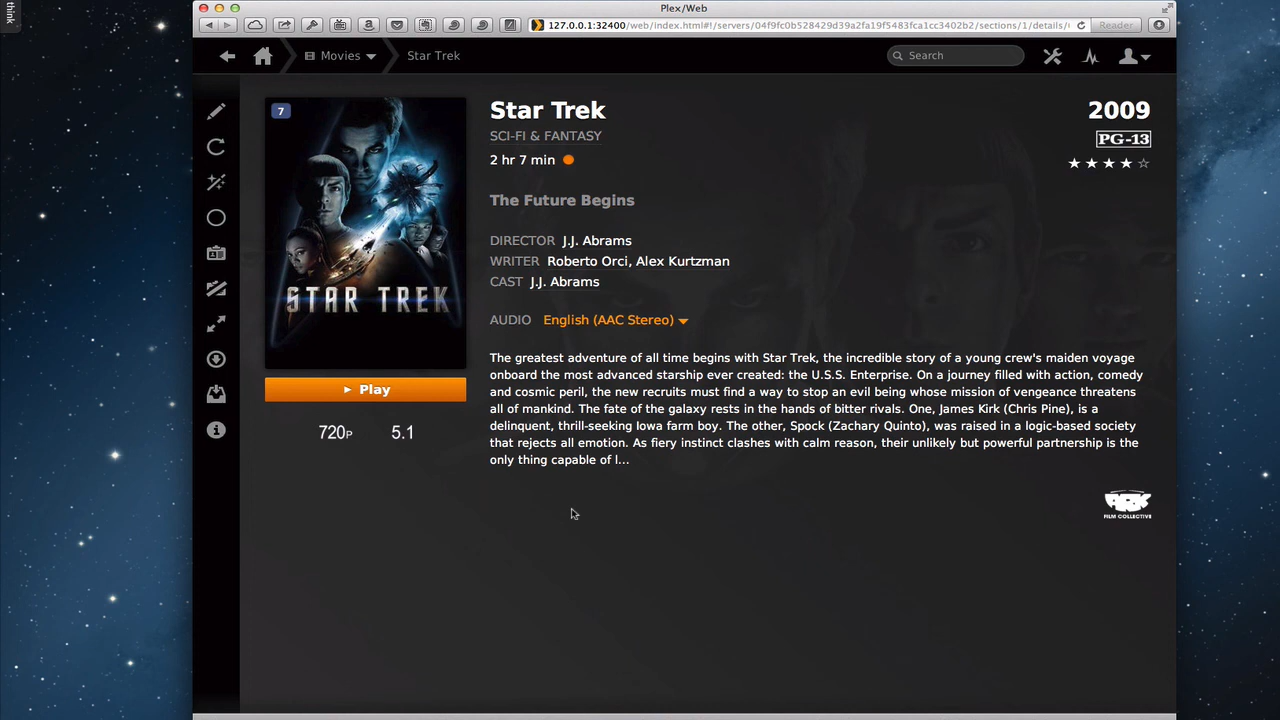 think
Plex/Web
127.0.0.1:32400/web/index.html#!/servers/04f9fc0b528429d39a2fa19f5483fca1cc3402b2/sections/1/details/
Reader
Movies
Star Trek
Search
7
STAR TREK
Play
720P 5.1
Star Trek
2009
SCI-FI & FANTASY
PG-13
2 hr 7 min
The Future Begins
DIRECTOR J.J. Abrams
WRITER Roberto Orci, Alex Kurtzman
CAST J.J. Abrams
AUDIO English (AAC Stereo)
The greatest adventure of all time begins with Star Trek, the incredible story of a young crew's maiden voyage
onboard the most advanced starship ever created: the U.S.S. Enterprise. On a journey filled with action, comedy
and cosmic peril, the new recruits must find a way to stop an evil being whose mission of vengeance threatens
all of mankind. The fate of the galaxy rests in the hands of bitter rivals. One, James Kirk (Chris Pine), is a
delinquent, thrill-seeking Iowa farm boy. The other, Spock (Zachary Quinto), was raised in a logic-based society
that rejects all emotion. As fiery instinct clashes with calm reason, their unlikely but powerful partnership is the
only thing capable of l...
FILM COLLECTIVE